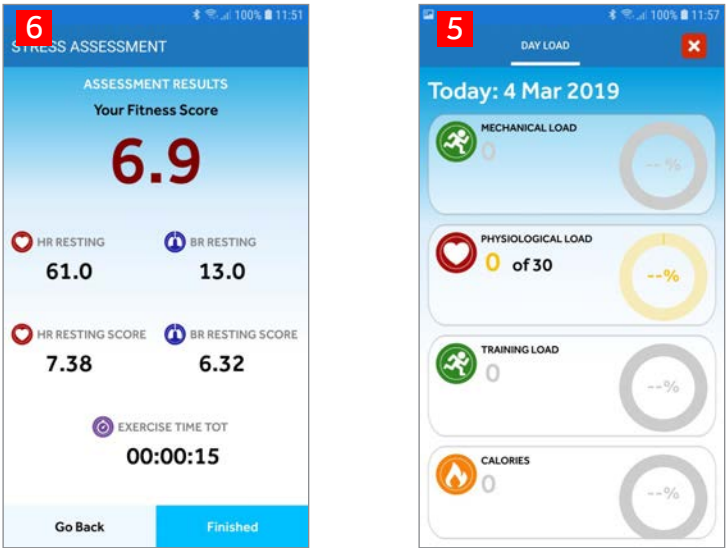 6
100% 11:51
STRESS ASSESSMENT
ASSESSMENT RESULTS
Your Fitness Score
6.9
HR RESTING
BR RESTING
61.0
13.0
HR RESTING SCORE
BR RESTING SCORE
7.38
6.32
EXERCISE TIME TOT
00:00:15
Go Back
Finished
5
100% 11:57
DAY LOAD
Today: 4 Mar 2019
MECHANICAL LOAD
0
--%
PHYSIOLOGICAL LOAD
0 of 30
--%
TRAINING LOAD
0
--%
CALORIES
0
--%